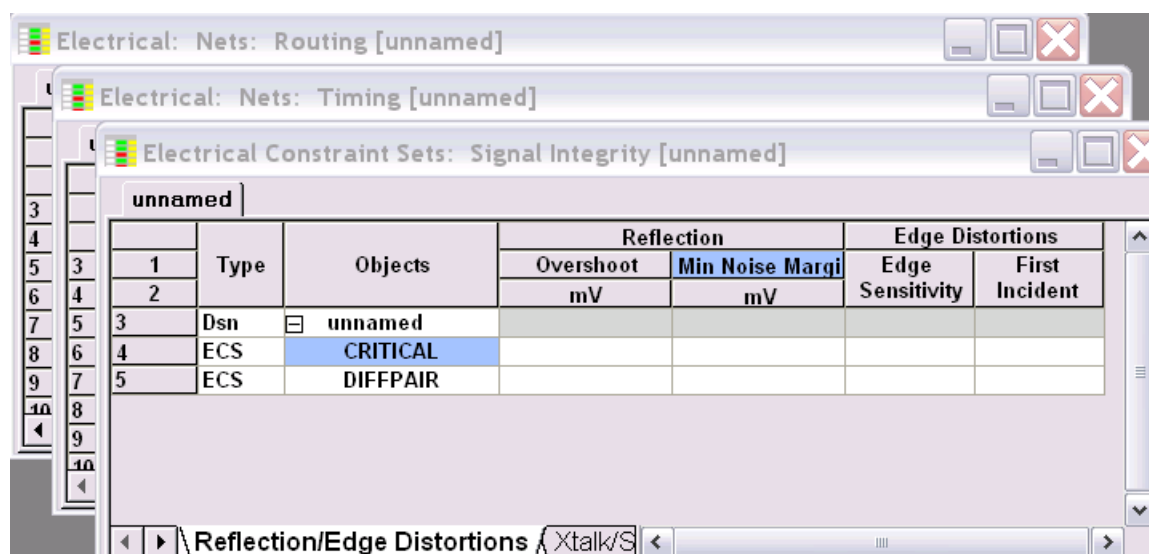 Electrical: Nets: Routing [unnamed]
Electrical: Nets: Timing [unnamed]
Electrical Constraint Sets: Signal Integrity [unnamed]
unnamed
Reflection Edge Distortions
1 Type Objects Overshoot Min Noise Margi Edge Sensitivity First Incident
2 mV mV
3 Dsn unnamed
4 ECS CRITICAL
5 ECS DIFFPAIR
3
4
5
6
7
8
9
10
3
4
5
6
7
8
9
10
Reflection/Edge Distortions Xtalk/S